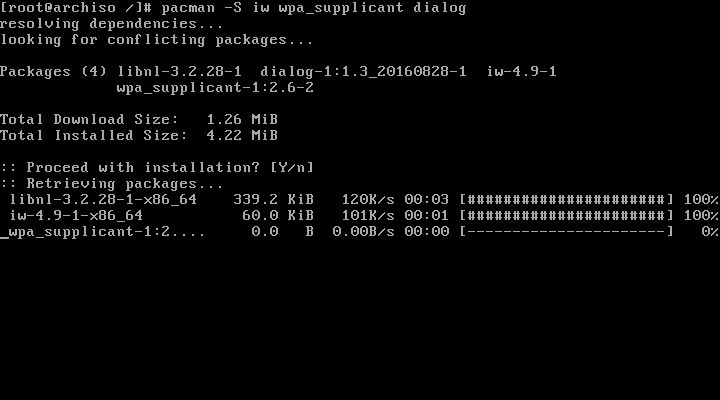 [root@archiso /]# pacman -S iw wpa_supplicant dialog
resolving dependencies...
looking for conflicting packages...

Packages (4) libnl-3.2.28-1  dialog-1:1.3_20160828-1  iw-4.9-1
             wpa_supplicant-1:2.6-2

Total Download Size:   1.26 MiB
Total Installed Size:  4.22 MiB

:: Proceed with installation? [Y/n]
:: Retrieving packages...
 libnl-3.2.28-1-x86_64    339.2 KiB   120K/s 00:03 [######################] 100%
 iw-4.9-1-x86_64           60.0 KiB   101K/s 00:01 [######################] 100%
_wpa_supplicant-1:2....     0.0   B  0.00B/s 00:00 [----------------------]   0%